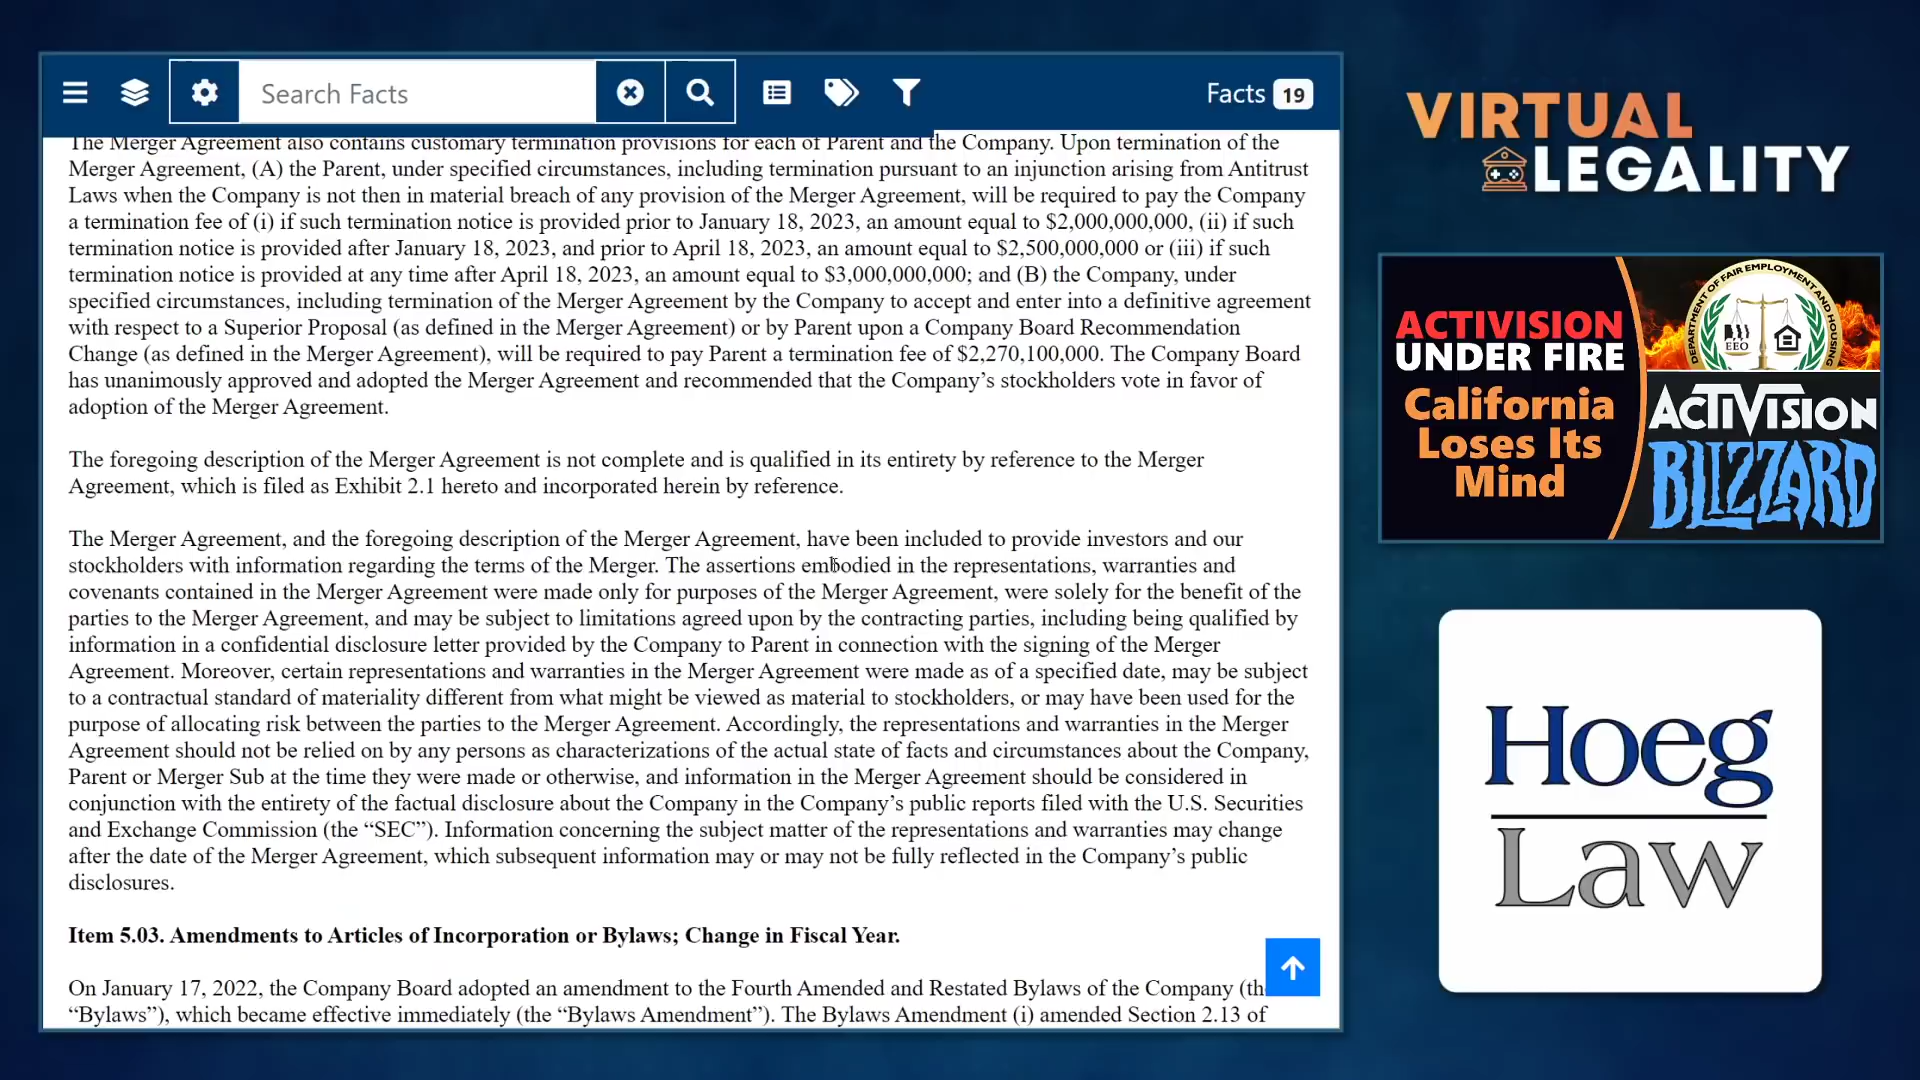 Search Facts
Facts 19
The Merger Agreement also contains customary termination provisions for each of Parent and the Company. Upon termination of the
Merger Agreement, (A) the Parent, under specified circumstances, including termination pursuant to an injunction arising from Antitrust
Laws when the Company is not then in material breach of any provision of the Merger Agreement, will be required to pay the Company
a termination fee of (i) if such termination notice is provided prior to January 18, 2023, an amount equal to $2,000,000,000, (ii) if such
termination notice is provided after January 18, 2023, and prior to April 18, 2023, an amount equal to $2,500,000,000 or (iii) if such
termination notice is provided at any time after April 18, 2023, an amount equal to $3,000,000,000; and (B) the Company, under
specified circumstances, including termination of the Merger Agreement by the Company to accept and enter into a definitive agreement
with respect to a Superior Proposal (as defined in the Merger Agreement) or by Parent upon a Company Board Recommendation
Change (as defined in the Merger Agreement), will be required to pay Parent a termination fee of $2,270,100,000. The Company Board
has unanimously approved and adopted the Merger Agreement and recommended that the Company’s stockholders vote in favor of
adoption of the Merger Agreement.
The foregoing description of the Merger Agreement is not complete and is qualified in its entirety by reference to the Merger
Agreement, which is filed as Exhibit 2.1 hereto and incorporated herein by reference.
The Merger Agreement, and the foregoing description of the Merger Agreement, have been included to provide investors and our
stockholders with information regarding the terms of the Merger. The assertions embodied in the representations, warranties and
covenants contained in the Merger Agreement were made only for purposes of the Merger Agreement, were solely for the benefit of the
parties to the Merger Agreement, and may be subject to limitations agreed upon by the contracting parties, including being qualified by
information in a confidential disclosure letter provided by the Company to Parent in connection with the signing of the Merger
Agreement. Moreover, certain representations and warranties in the Merger Agreement were made as of a specified date, may be subject
to a contractual standard of materiality different from what might be viewed as material to stockholders, or may have been used for the
purpose of allocating risk between the parties to the Merger Agreement. Accordingly, the representations and warranties in the Merger
Agreement should not be relied on by any persons as characterizations of the actual state of facts and circumstances about the Company,
Parent or Merger Sub at the time they were made or otherwise, and information in the Merger Agreement should be considered in
conjunction with the entirety of the factual disclosure about the Company in the Company’s public reports filed with the U.S. Securities
and Exchange Commission (the “SEC”). Information concerning the subject matter of the representations and warranties may change
after the date of the Merger Agreement, which subsequent information may or may not be fully reflected in the Company’s public
disclosures.
Item 5.03. Amendments to Articles of Incorporation or Bylaws; Change in Fiscal Year.
On January 17, 2022, the Company Board adopted an amendment to the Fourth Amended and Restated Bylaws of the Company (th
“Bylaws”), which became effective immediately (the “Bylaws Amendment”). The Bylaws Amendment (i) amended Section 2.13 of
VIRTUAL
LEGALITY
ACTIVISION
UNDER FIRE
California
Loses Its
Mind
DEPARTMENT OF FAIR EMPLOYMENT AND HOUSING
EEO
ACTIVISION
BLIZZARD
Hoeg
Law